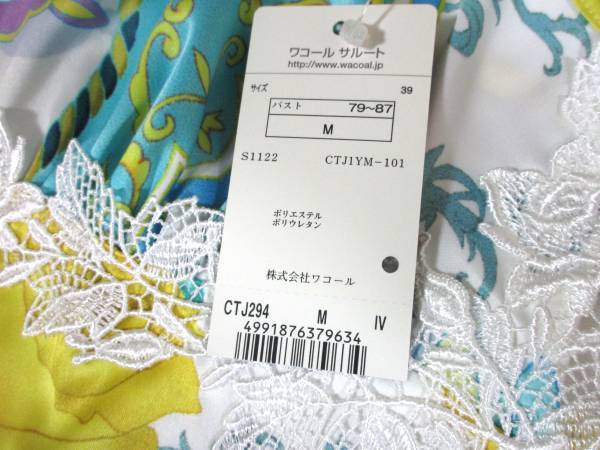 ワコール サルート
http://www.wacoal.jp
サイズ 39
バスト 79~87
M
S1122 CTJ1YM-101
ポリエステル
ポリウレタン
株式会社ワコール
CTJ294 M IV
4991876379634